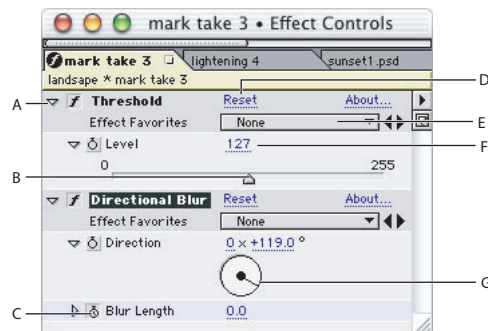 mark take 3 • Effect Controls
mark take 3 lightening 4 sunset1.psd
landsape * mark take 3
D
A Threshold Reset About...
Effect Favorites None E
Level 127 F
0 255
B
Directional Blur Reset About...
Effect Favorites None
Direction 0 x +119.0 °
G
C Blur Length 0.0